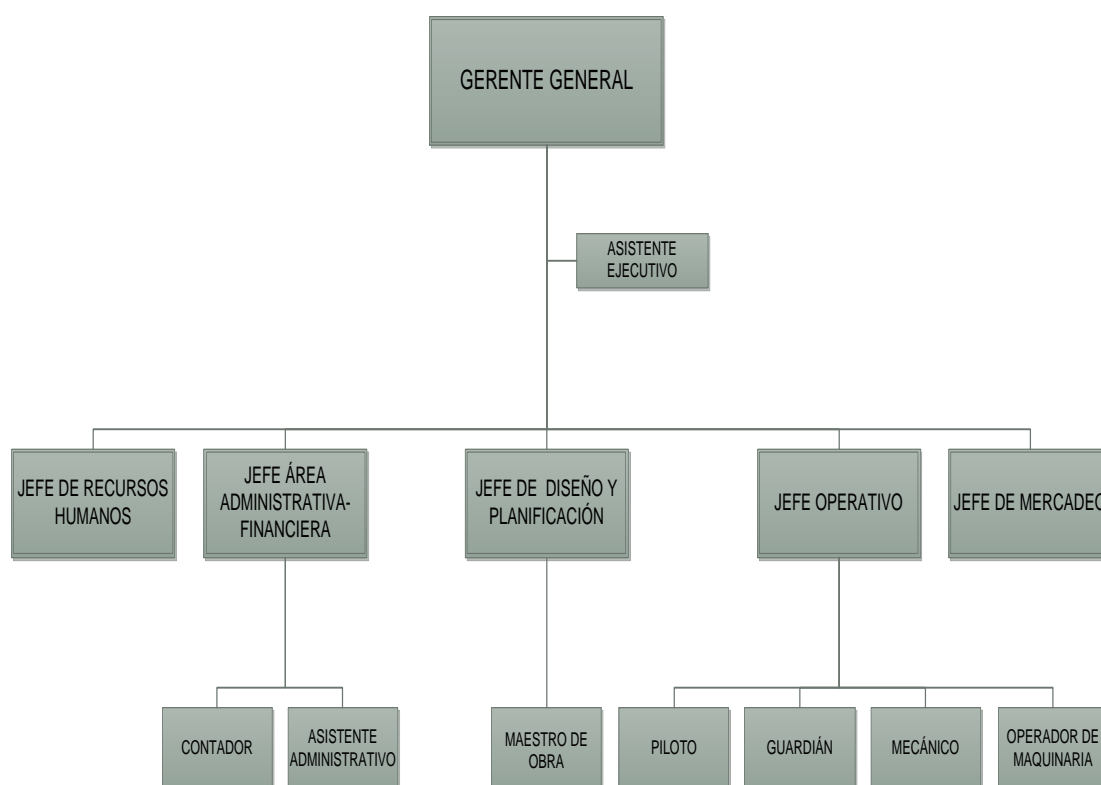 GERENTE GENERAL
ASISTENTE
EJECUTIVO
JEFE DE RECURSOS
HUMANOS
JEFE ÁREA
ADMINISTRATIVA-
FINANCIERA
JEFE DE DISEÑO Y
PLANIFICACIÓN
JEFE OPERATIVO
JEFE DE MERCADEO
CONTADOR
ASISTENTE
ADMINISTRATIVO
MAESTRO DE
OBRA
PILOTO
GUARDIÁN
MECÁNICO
OPERADOR DE
MAQUINARIA